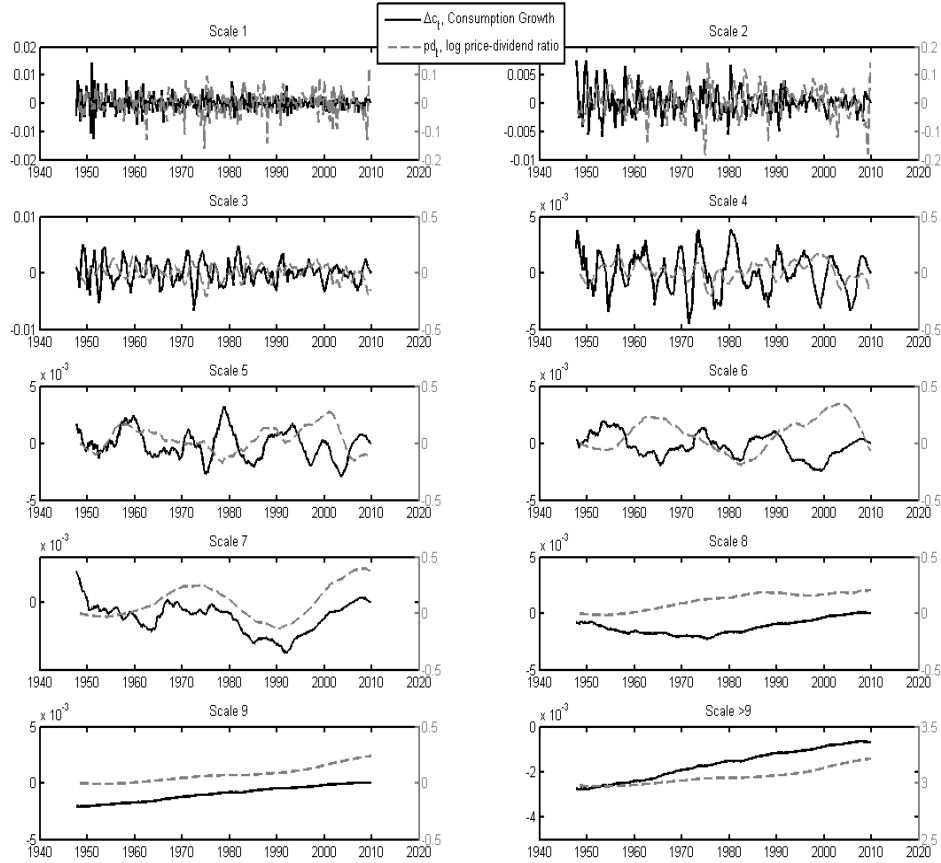 Δc_t, Consumption Growth
pd_t, log price-dividend ratio
Scale 1
0.02
0.01
0
-0.01
-0.02
0.1
0
-0.1
-0.2
1940 1950 1960 1970 1980 1990 2000 2010 2020
Scale 2
0.005
0
-0.005
-0.01
0.2
0.1
0
-0.1
-0.2
1940 1950 1960 1970 1980 1990 2000 2010 2020
Scale 3
0.01
0
-0.01
0.5
0
-0.5
1940 1950 1960 1970 1980 1990 2000 2010 2020
Scale 4
x 10^-3
5
0
-5
0.5
0
-0.5
1940 1950 1960 1970 1980 1990 2000 2010 2020
Scale 5
x 10^-3
5
0
-5
0.5
0
-0.5
1940 1950 1960 1970 1980 1990 2000 2010 2020
Scale 6
x 10^-3
5
0
-5
0.5
0
-0.5
1940 1950 1960 1970 1980 1990 2000 2010 2020
Scale 7
x 10^-3
0
0.5
0
-0.5
1940 1950 1960 1970 1980 1990 2000 2010 2020
Scale 8
x 10^-3
5
0
-5
0.5
0
-0.5
1940 1950 1960 1970 1980 1990 2000 2010 2020
Scale 9
x 10^-3
5
0
-5
0.5
0
-0.5
1940 1950 1960 1970 1980 1990 2000 2010 2020
Scale >9
x 10^-3
0
-2
-4
3.5
3
2.5
1940 1950 1960 1970 1980 1990 2000 2010 2020